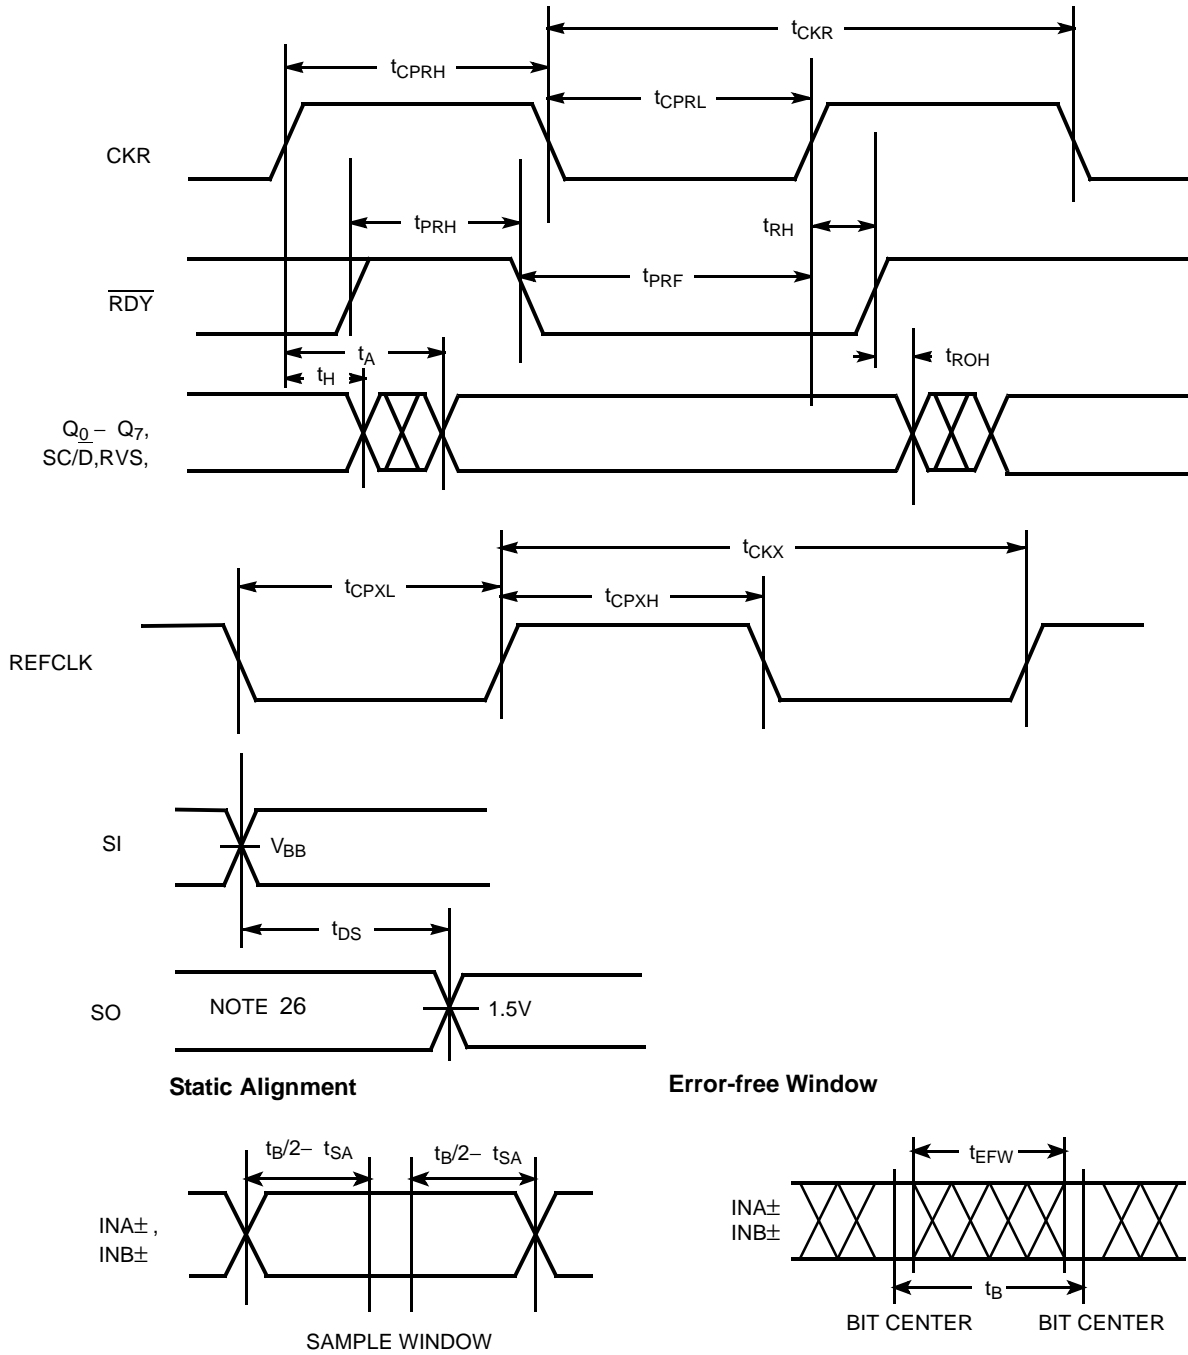 tCKR
tCPRH
tCPRL
CKR
tPRH
tRH
tPRF
RDY
tA
tROH
tH
Q0 – Q7,
SC/D,RVS,
tCKX
tCPXL
tCPXH
REFCLK
SI
VBB
tDS
SO
NOTE 26
1.5V
Static Alignment
Error-free Window
tB/2– tSA
tB/2– tSA
tEFW
INA± ,
INB±
INA±
INB±
tB
BIT CENTER
BIT CENTER
SAMPLE WINDOW